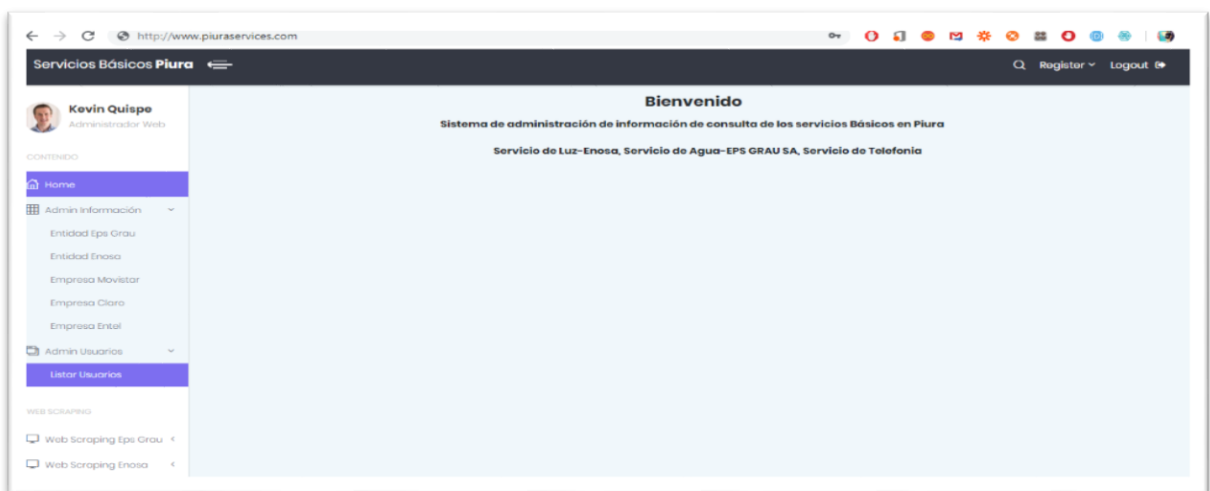 http://www.piuraservices.com
Servicios Básicos Piura
Register
Logout
Kevin Quispe
Administrador Web
CONTENIDO
Home
Admin Información
Entidad Eps Grau
Entidad Enosa
Empresa Movistar
Empresa Claro
Empresa Entel
Admin Usuarios
Listar Usuarios
WEB SCRAPING
Web Scraping Eps Grau
Web Scraping Enosa
Bienvenido
Sistema de administración de información de consulta de los servicios Básicos en Piura
Servicio de Luz-Enosa, Servicio de Agua-EPS GRAU SA, Servicio de Telefonia